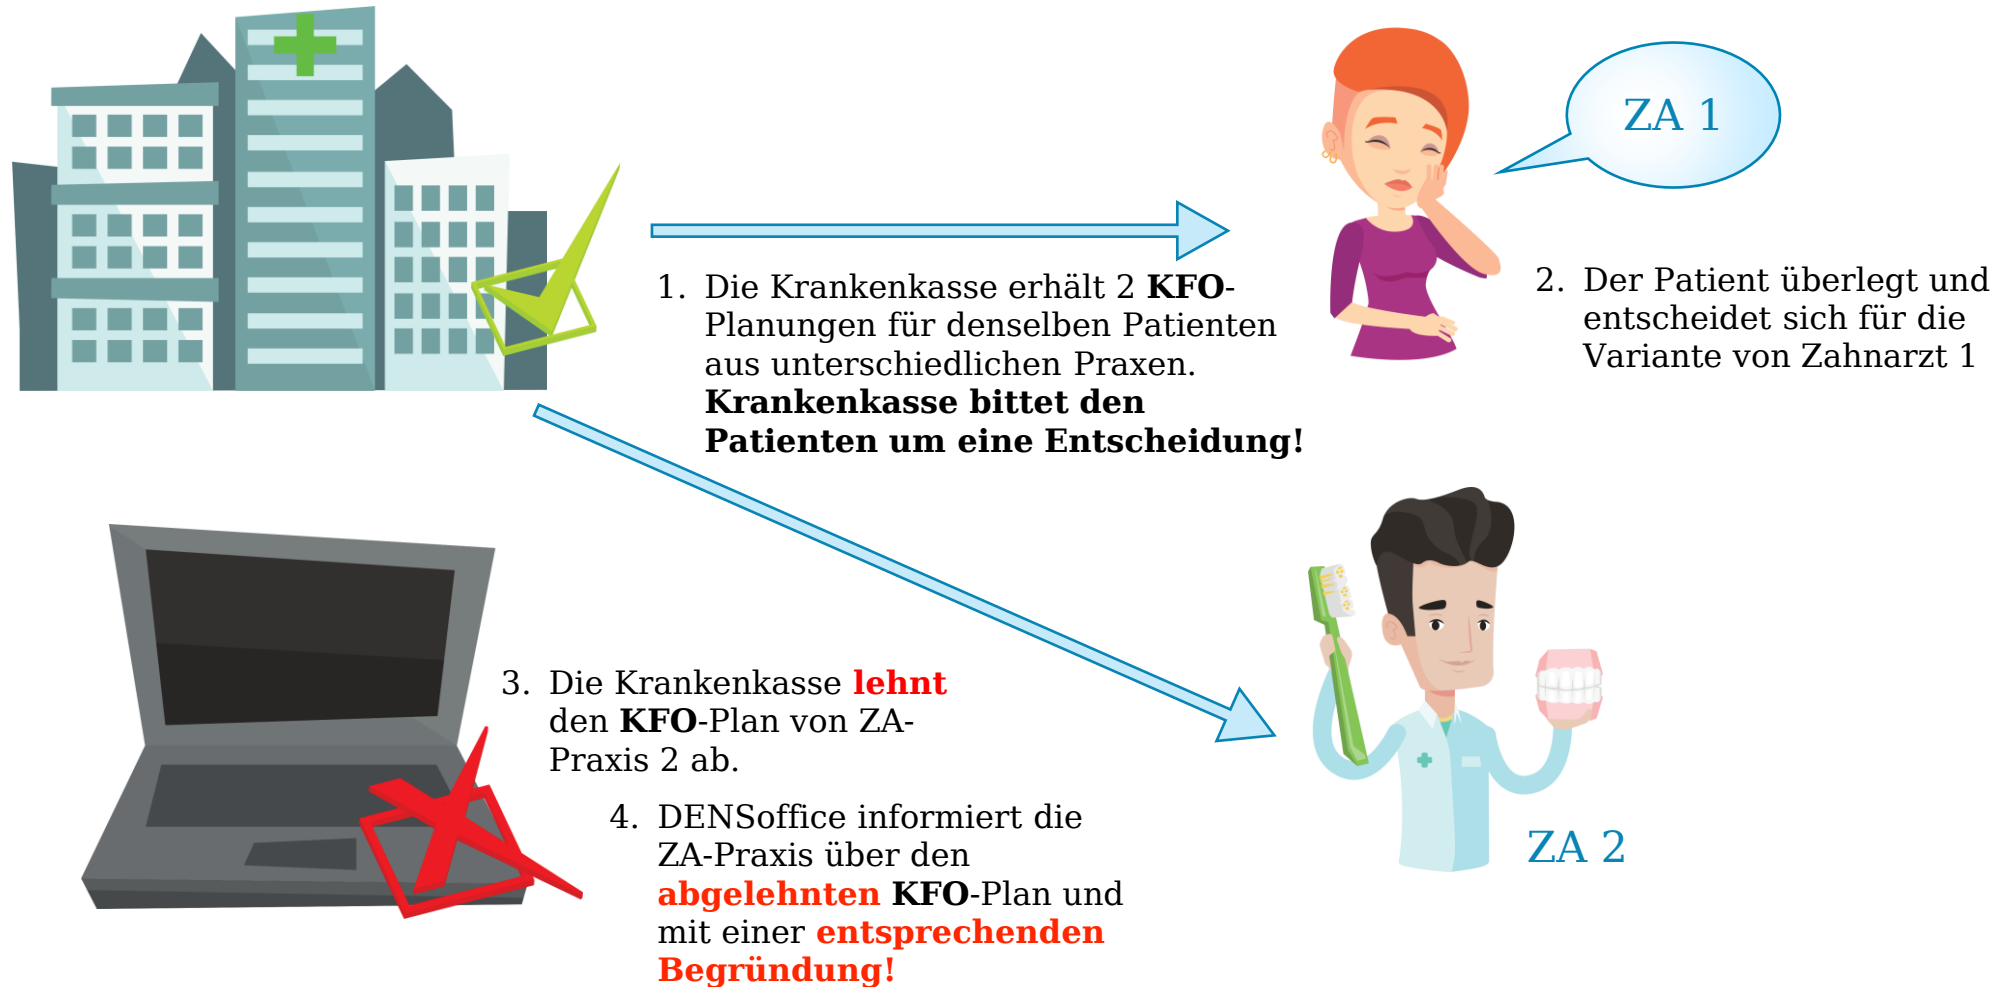 ZA 1
1. Die Krankenkasse erhält 2 KFO-
Planungen für denselben Patienten
aus unterschiedlichen Praxen.
Krankenkasse bittet den
Patienten um eine Entscheidung!
2. Der Patient überlegt und
entscheidet sich für die
Variante von Zahnarzt 1
3. Die Krankenkasse lehnt
den KFO-Plan von ZA-
Praxis 2 ab.
4. DENSoffice informiert die
ZA-Praxis über den
abgelehnten KFO-Plan und
mit einer entsprechenden
Begründung!
ZA 2